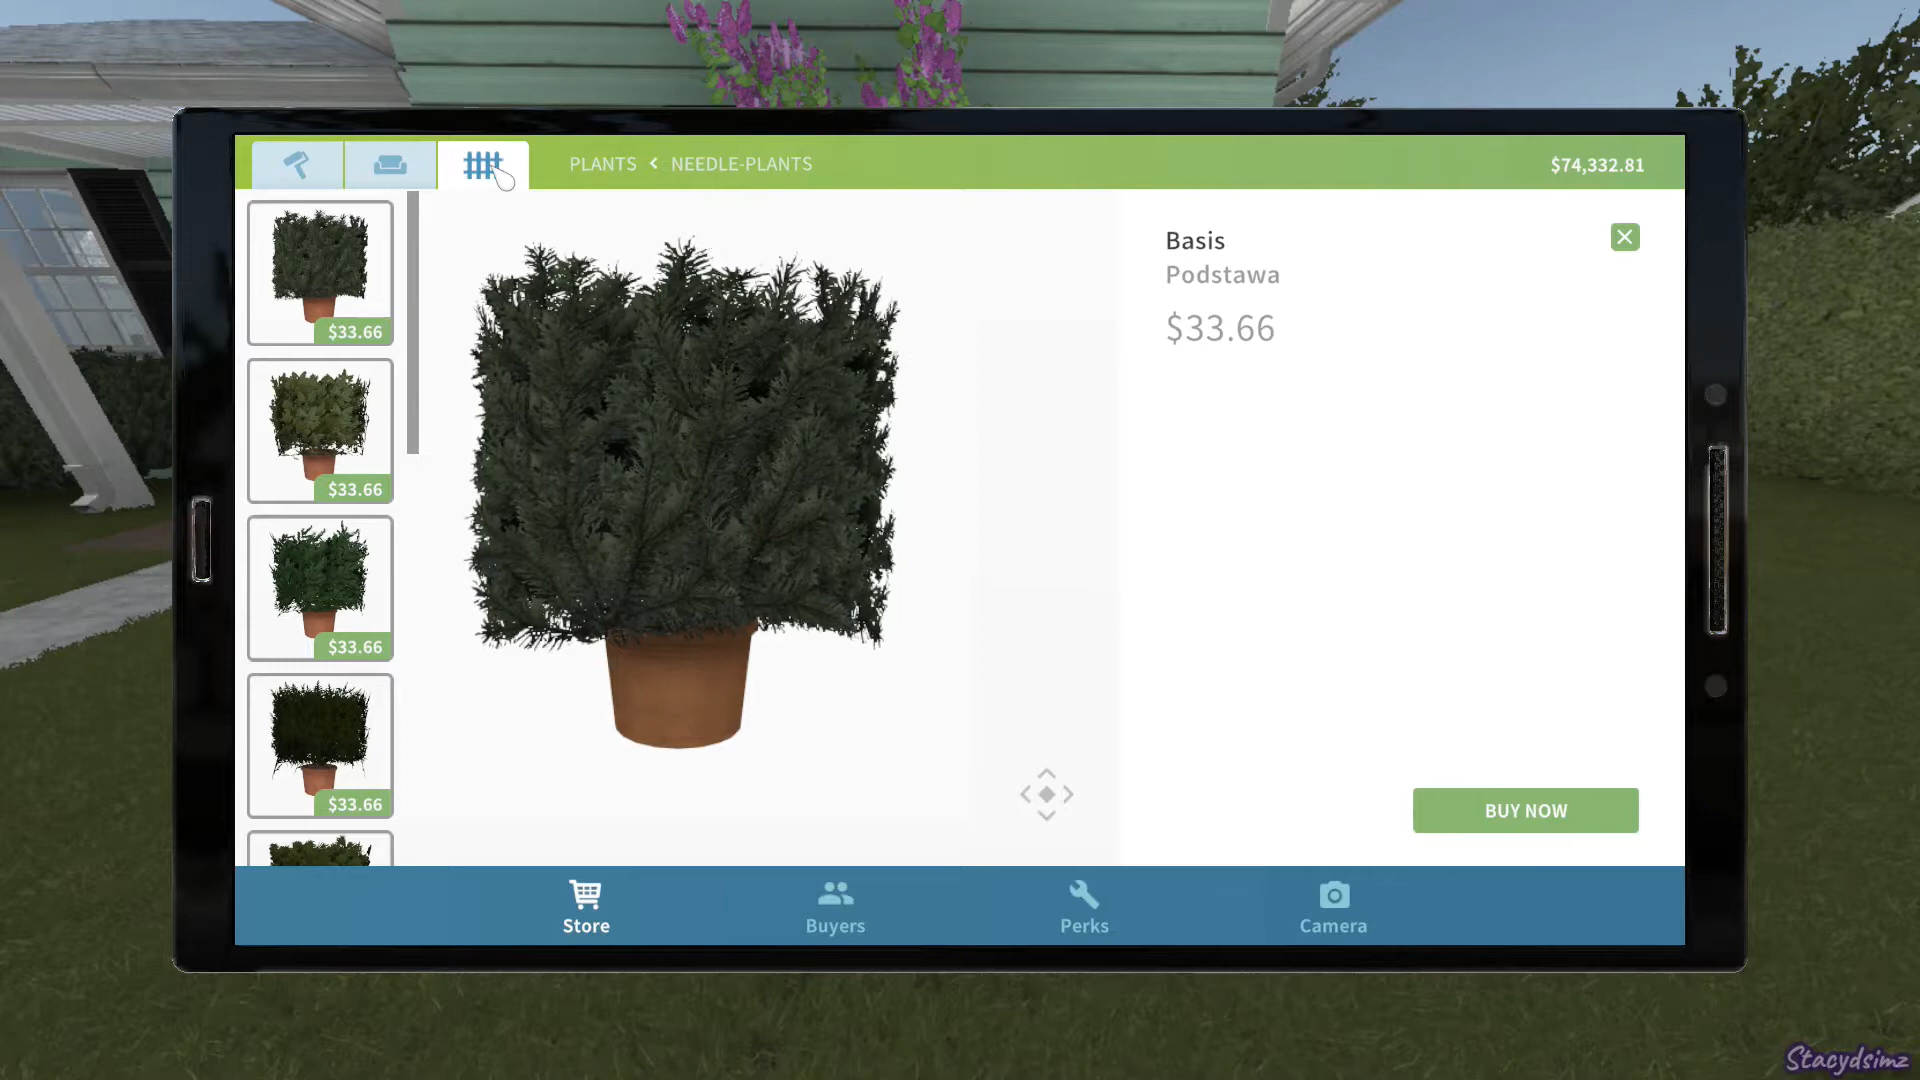 PLANTS < NEEDLE-PLANTS
$74,332.81
$33.66
$33.66
$33.66
$33.66
Basis
Podstawa
$33.66
BUY NOW
Store
Buyers
Perks
Camera
Stacydsimz